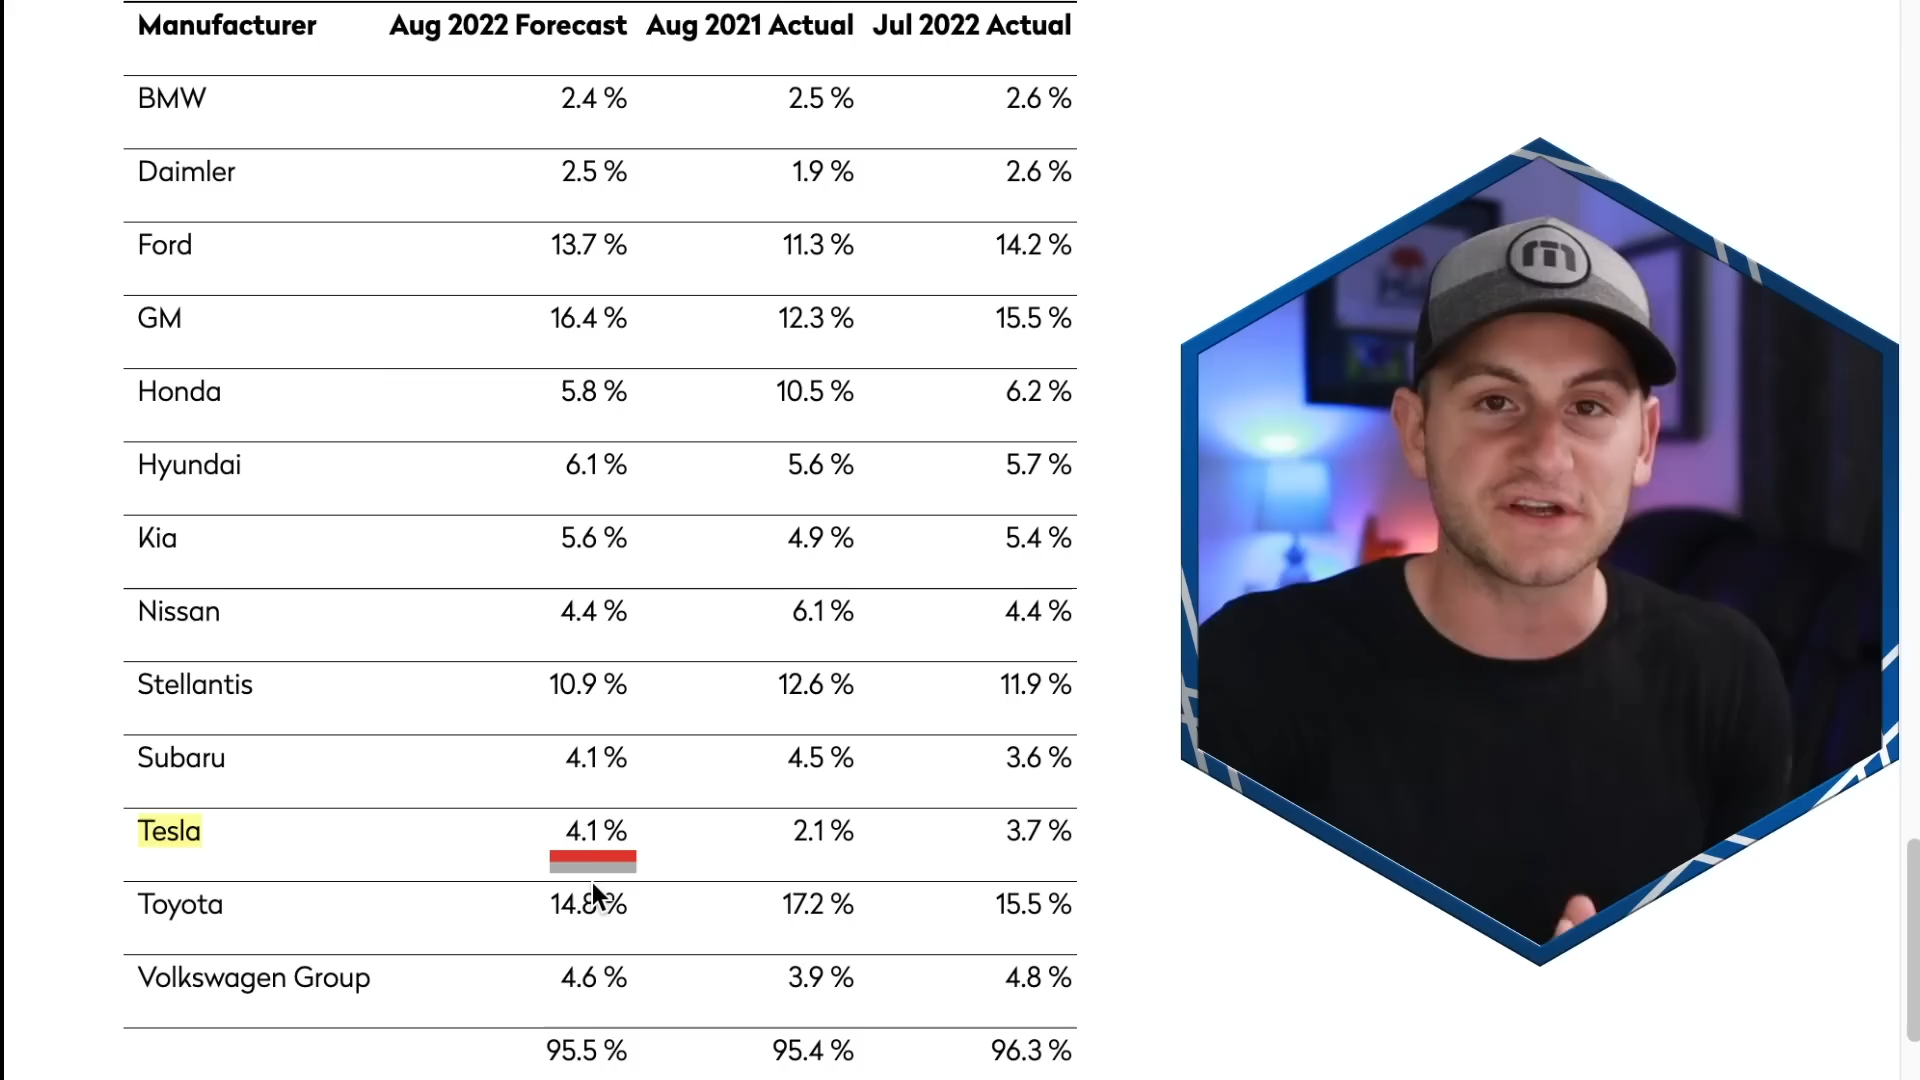 Manufacturer Aug 2022 Forecast Aug 2021 Actual Jul 2022 Actual
BMW 2.4 % 2.5 % 2.6 %
Daimler 2.5 % 1.9 % 2.6 %
Ford 13.7 % 11.3 % 14.2 %
GM 16.4 % 12.3 % 15.5 %
Honda 5.8 % 10.5 % 6.2 %
Hyundai 6.1 % 5.6 % 5.7 %
Kia 5.6 % 4.9 % 5.4 %
Nissan 4.4 % 6.1 % 4.4 %
Stellantis 10.9 % 12.6 % 11.9 %
Subaru 4.1 % 4.5 % 3.6 %
Tesla 4.1 % 2.1 % 3.7 %
Toyota 14.8 % 17.2 % 15.5 %
Volkswagen Group 4.6 % 3.9 % 4.8 %
95.5 % 95.4 % 96.3 %